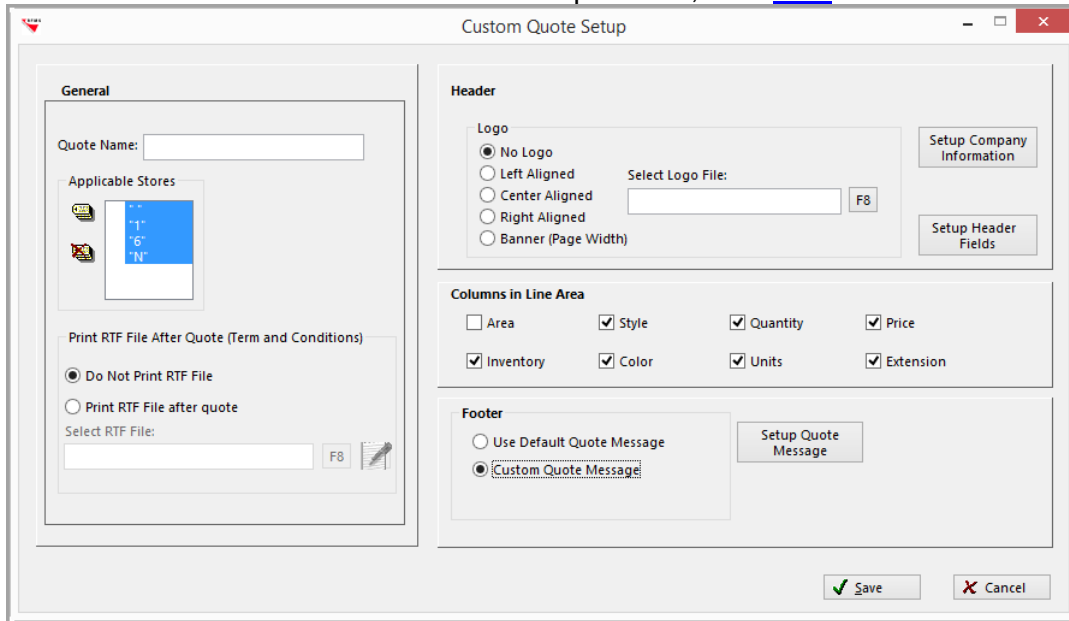 Custom Quote Setup
General
Quote Name:
Applicable Stores
" "
"1"
"6"
"N"
Print RTF File After Quote (Term and Conditions)
Do Not Print RTF File
Print RTF File after quote
Select RTF File:
F8
Header
Logo
No Logo
Left Aligned
Center Aligned
Right Aligned
Banner (Page Width)
Select Logo File:
F8
Setup Company
Information
Setup Header
Fields
Columns in Line Area
Area Style Quantity Price
Inventory Color Units Extension
Footer
Use Default Quote Message
Custom Quote Message
Setup Quote
Message
Save Cancel